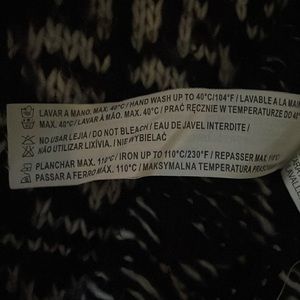 LAVAR A MANO. MAX. 40°C / HAND WASH UP TO 40°C/104°F / LAVABLE A LA MAIN
MAX. 40°C / LAVAR À MÃO. MAX. 40°C / PRAĆ RĘCZNIE W TEMPERATURZE DO 40°
NO USAR LEJIA / DO NOT BLEACH / EAU DE JAVEL INTERDITE /
NÃO UTILIZAR LIXÍVIA. / NIE WYBIELAĆ
PLANCHAR MAX. 110°C / IRON UP TO 110°C/230°F / REPASSER MAX.
PASSAR A FERRO MAX. 110°C / MAKSYMALNA TEMPERATURA